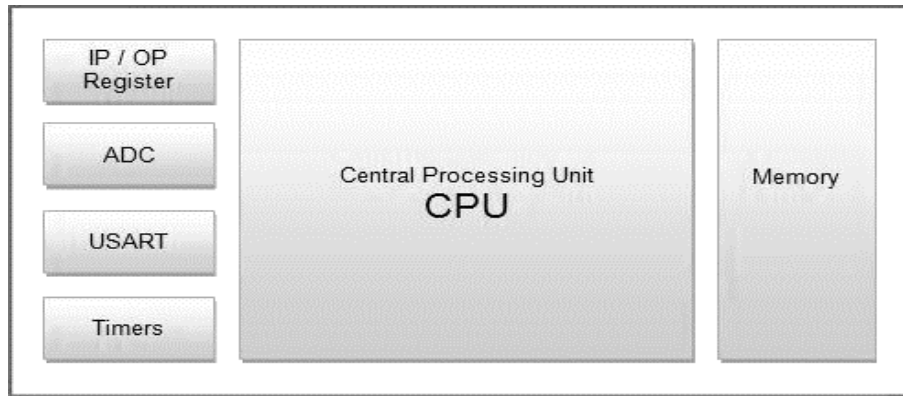 IP / OP
Register
ADC
USART
Timers
Central Processing Unit
CPU
Memory